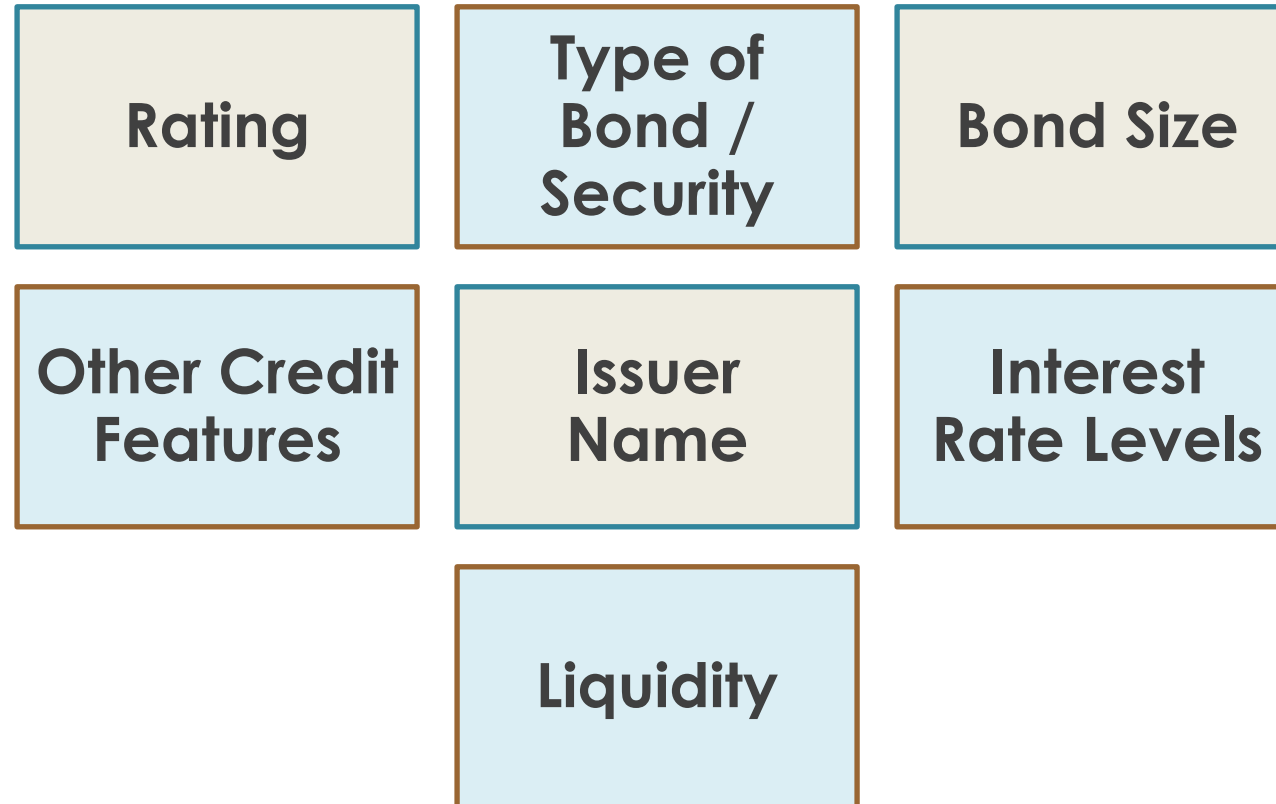 Rating
Type of
Bond /
Security
Bond Size
Other Credit
Features
Issuer
Name
Interest
Rate Levels
Liquidity